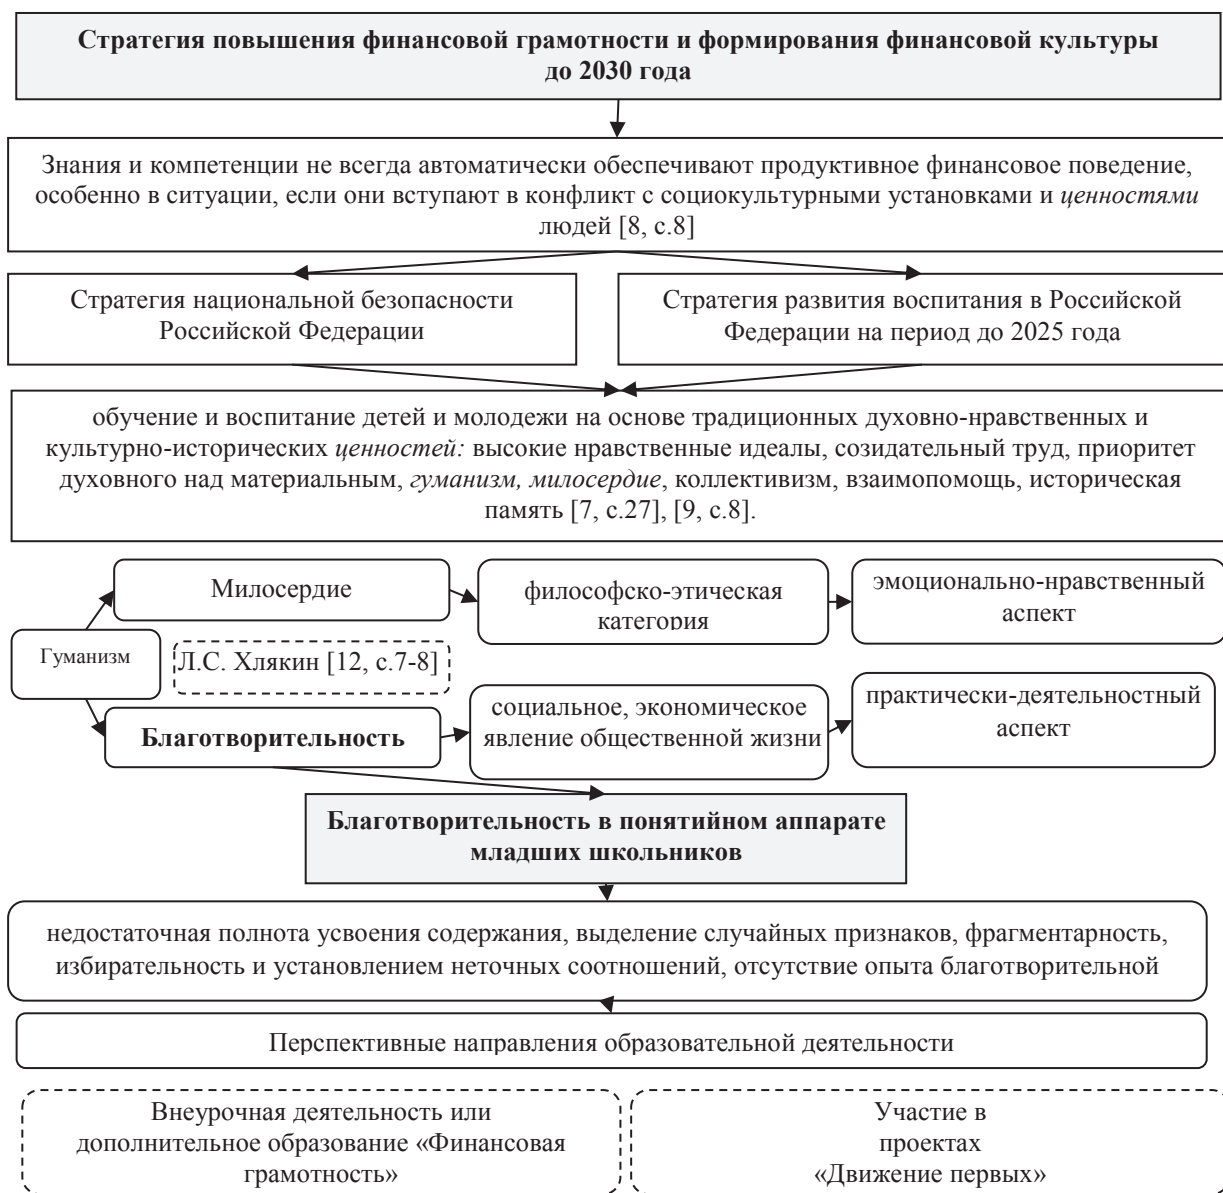 Стратегия повышения финансовой грамотности и формирования финансовой культуры
до 2030 года
Знания и компетенции не всегда автоматически обеспечивают продуктивное финансовое поведение,
особенно в ситуации, если они вступают в конфликт с социокультурными установками и ценностями
людей [8, с.8]
Стратегия национальной безопасности
Российской Федерации
Стратегия развития воспитания в Российской
Федерации на период до 2025 года
обучение и воспитание детей и молодежи на основе традиционных духовно-нравственных и
культурно-исторических ценностей: высокие нравственные идеалы, созидательный труд, приоритет
духовного над материальным, гуманизм, милосердие, коллективизм, взаимопомощь, историческая
память [7, с.27], [9, с.8].
Гуманизм
Милосердие
философско-этическая
категория
эмоционально-нравственный
аспект
Л.С. Хлякин [12, с.7-8]
Благотворительность
социальное, экономическое
явление общественной жизни
практически-деятельностный
аспект
Благотворительность в понятийном аппарате
младших школьников
недостаточная полнота усвоения содержания, выделение случайных признаков, фрагментарность,
избирательность и установлением неточных соотношений, отсутствие опыта благотворительной
Перспективные направления образовательной деятельности
Внеурочная деятельность или
дополнительное образование «Финансовая
грамотность»
Участие в
проектах
«Движение первых»